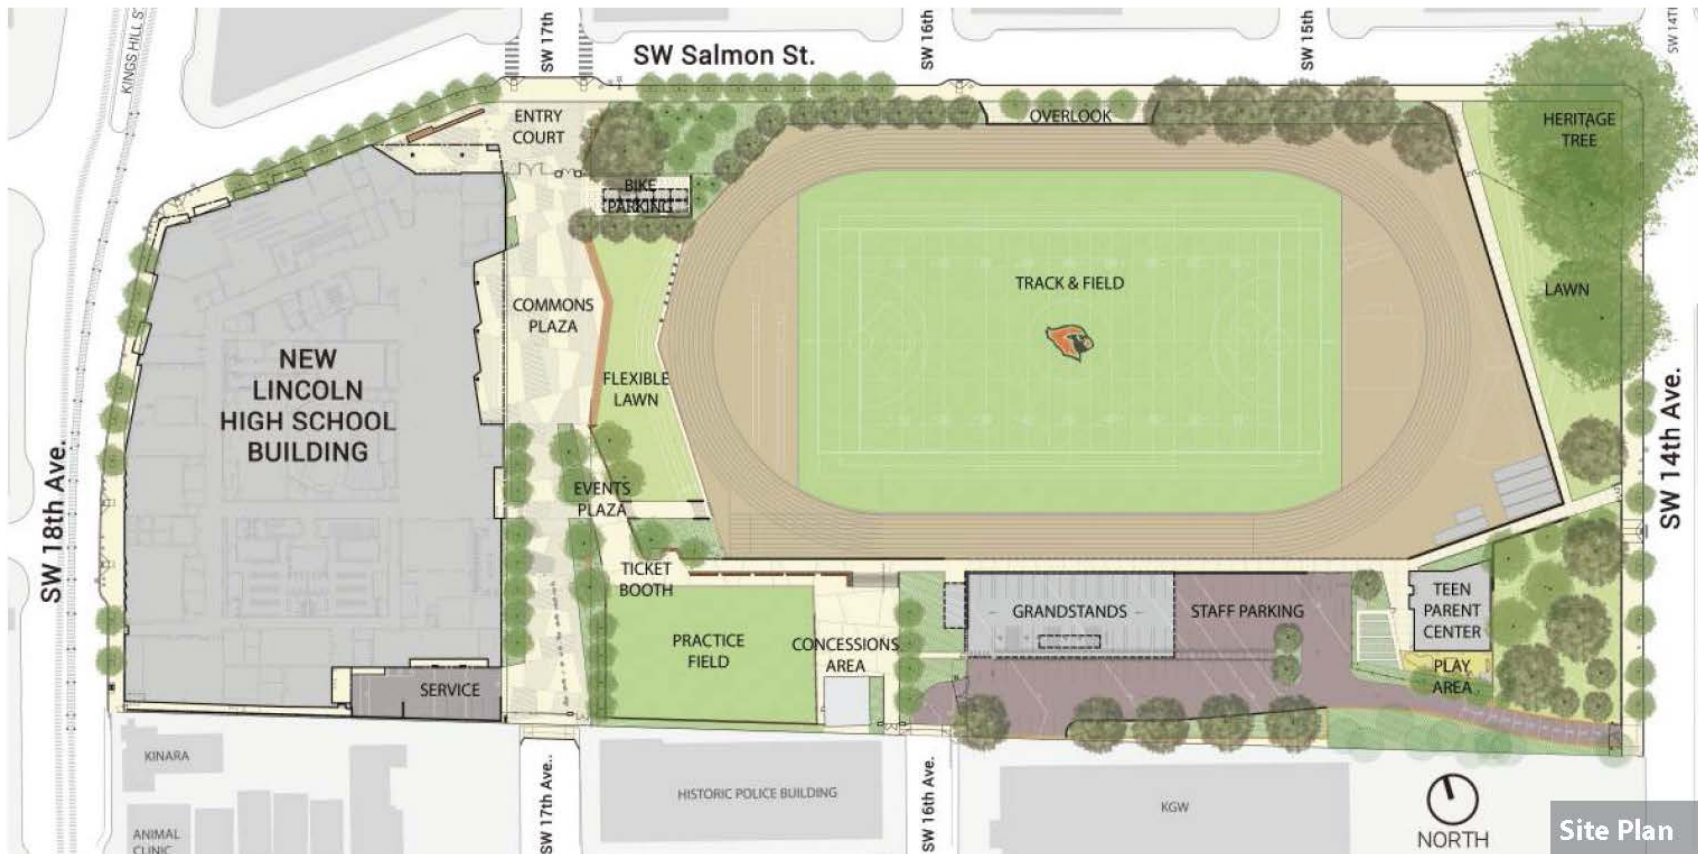 KINGS HILL S
SW 17th
SW Salmon St.
SW 16th
SW 15th
SW 14T
ENTRY
COURT
OVERLOOK
HERITAGE
TREE
BIKE
PARKING
COMMONS
PLAZA
TRACK & FIELD
LAWN
NEW
LINCOLN
HIGH SCHOOL
BUILDING
FLEXIBLE
LAWN
SW 18th Ave.
SW 14th Ave.
EVENTS
PLAZA
TICKET
BOOTH
PRACTICE
FIELD
CONCESSIONS
AREA
GRANDSTANDS
STAFF PARKING
TEEN
PARENT
CENTER
PLAY
AREA
SERVICE
KINARA
ANIMAL
CLINIC
SW 17th Ave..
HISTORIC POLICE BUILDING
SW 16th Ave.
KGW
NORTH
Site Plan